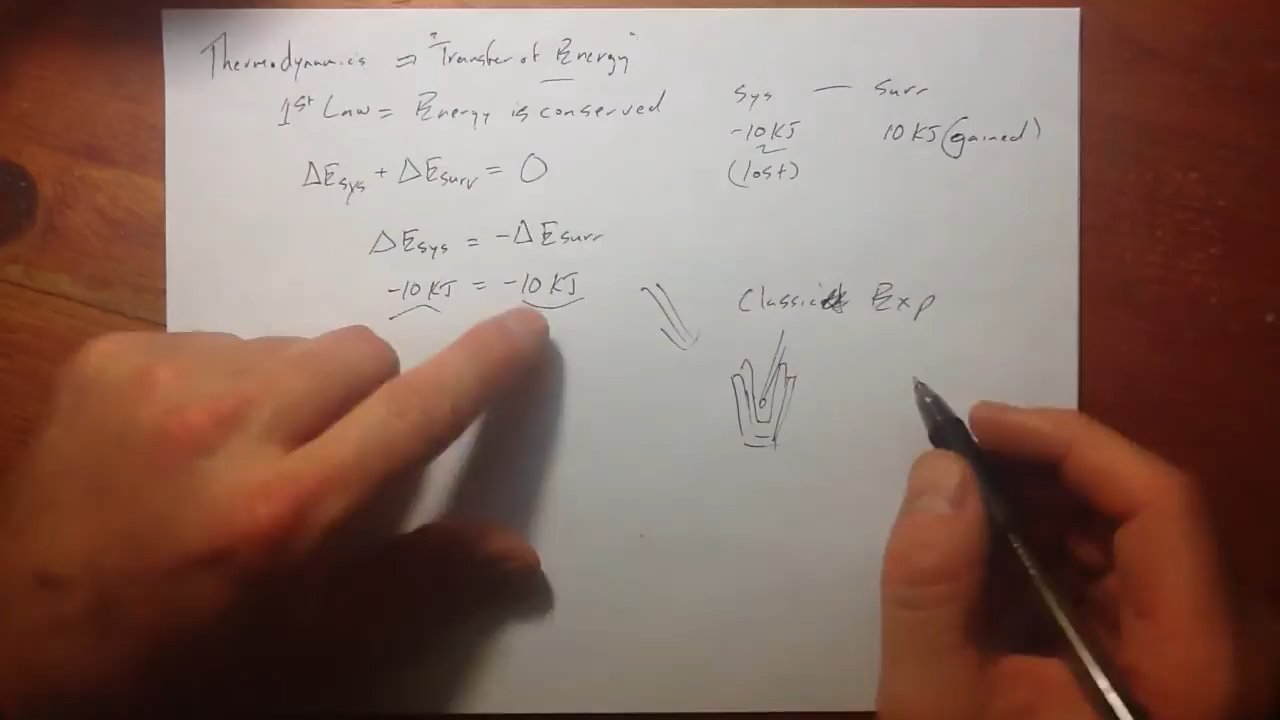 Thermodynamics = "Transfer of Energy"
1st Law = Energy is conserved
ΔEsys + ΔEsurr = 0
ΔEsys = -ΔEsurr
-10 KJ = -10 KJ
Sys — Surr
-10 KJ 10 KJ (gained)
(lost)
Classic Exp